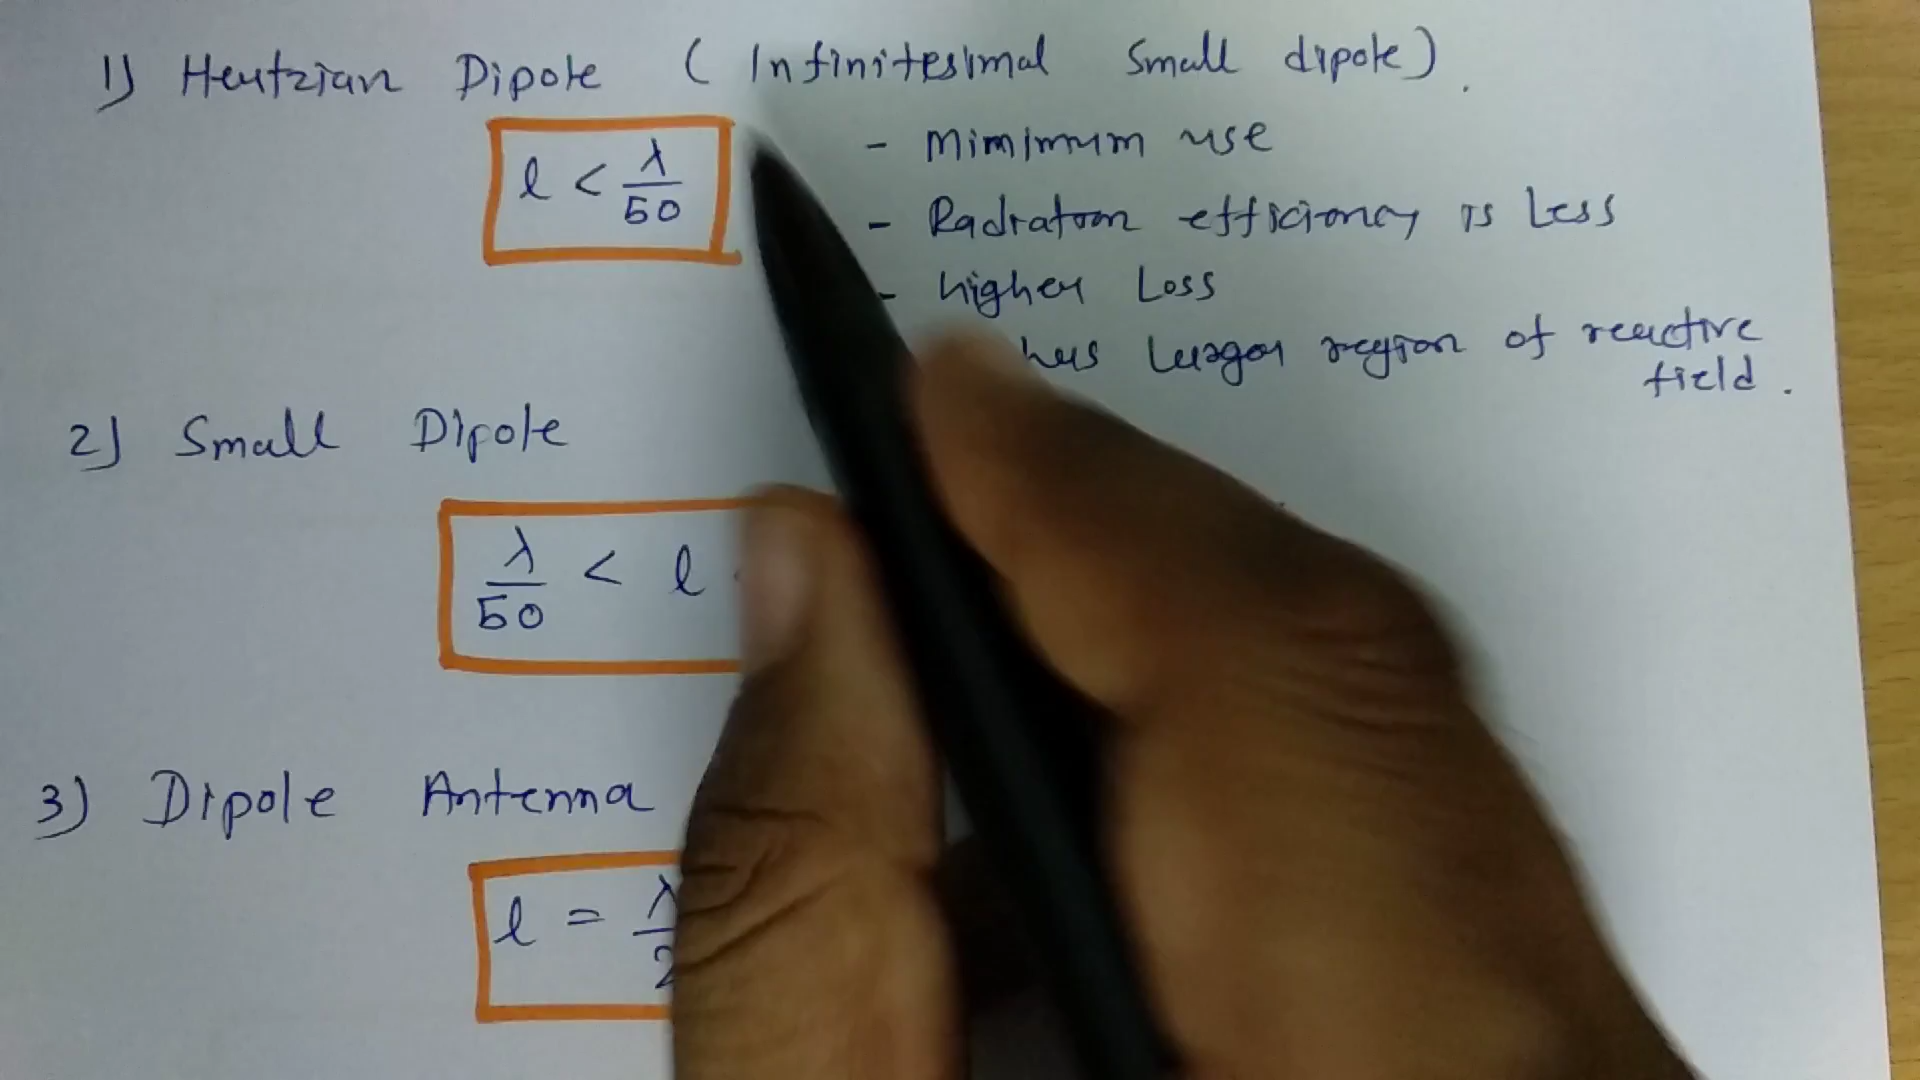 1) Hertzian Dipole (Infinitesimal Small dipole).
l < λ/50
- Mimimum use
- Radiation efficiency is Less
- higher Loss
has larger region of reactive
field.
2) Small Dipole
λ/50 < l
3) Dipole Antenna
l = λ/2